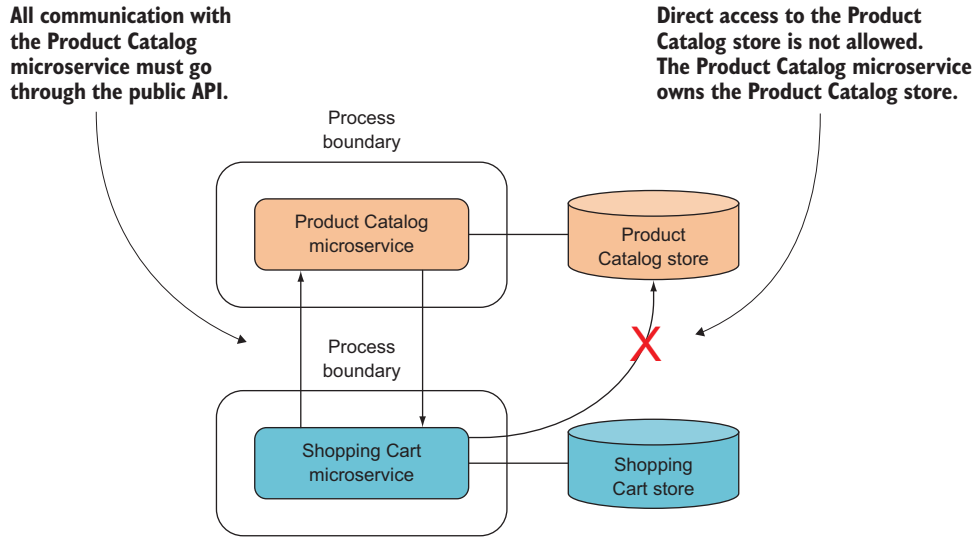 All communication with
the Product Catalog
microservice must go
through the public API.
Direct access to the Product
Catalog store is not allowed.
The Product Catalog microservice
owns the Product Catalog store.
Process
boundary
Product Catalog
microservice
Product
Catalog store
X
Process
boundary
Shopping Cart
microservice
Shopping
Cart store